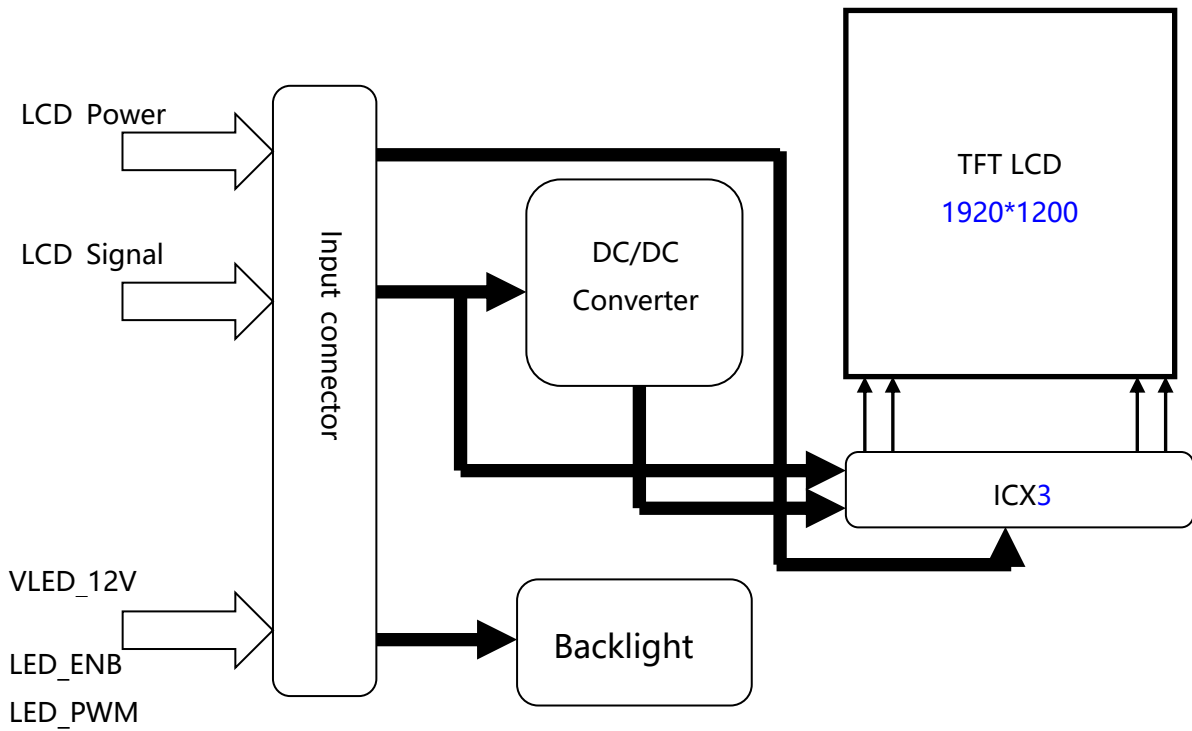 LCD Power
LCD Signal
VLED_12V
LED_ENB
LED_PWM
Input connector
DC/DC
Converter
Backlight
TFT LCD
1920*1200
ICX3